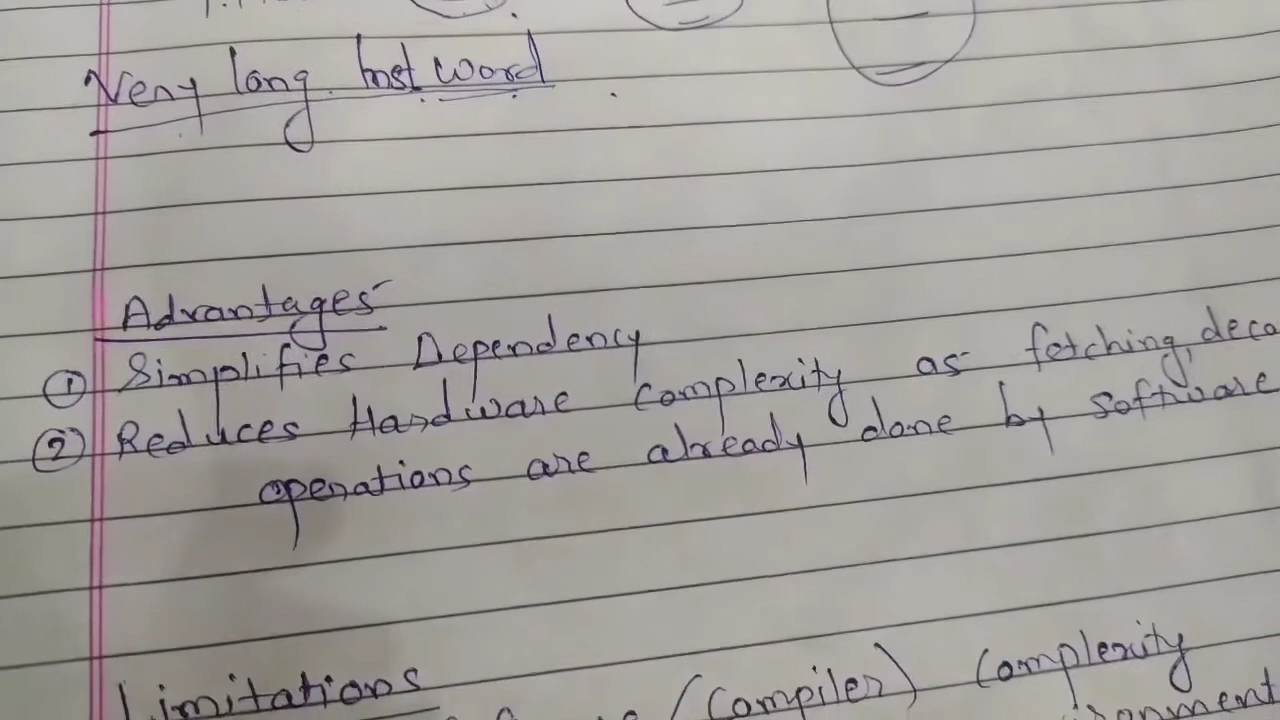 Very long Inst word
Advantages
① Simplifies Dependency
② Reduces Hardware Complexity as fetching, deco
operations are already done by software
Limitations
(Compiler) Complexity